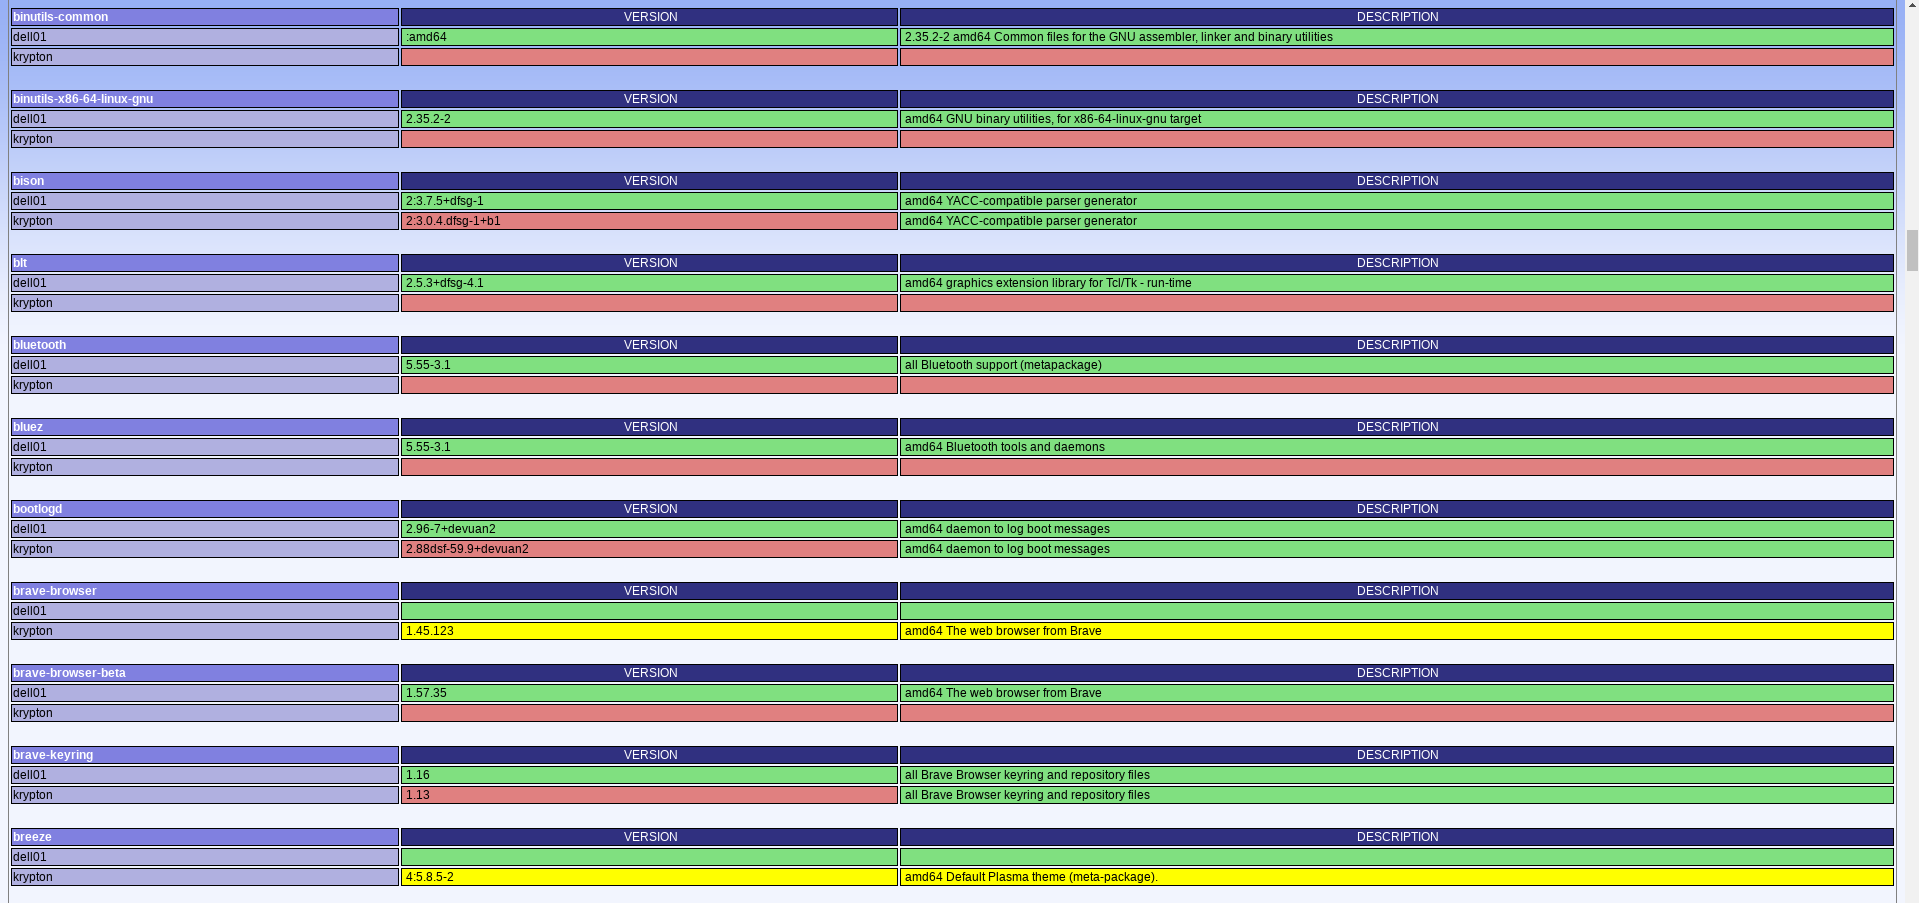 binutils-common VERSION DESCRIPTION
dell01 :amd64 2.35.2-2 amd64 Common files for the GNU assembler, linker and binary utilities
krypton
binutils-x86-64-linux-gnu VERSION DESCRIPTION
dell01 2.35.2-2 amd64 GNU binary utilities, for x86-64-linux-gnu target
krypton
bison VERSION DESCRIPTION
dell01 2:3.7.5+dfsg-1 amd64 YACC-compatible parser generator
krypton 2:3.0.4.dfsg-1+b1 amd64 YACC-compatible parser generator
blt VERSION DESCRIPTION
dell01 2.5.3+dfsg-4.1 amd64 graphics extension library for Tcl/Tk - run-time
krypton
bluetooth VERSION DESCRIPTION
dell01 5.55-3.1 all Bluetooth support (metapackage)
krypton
bluez VERSION DESCRIPTION
dell01 5.55-3.1 amd64 Bluetooth tools and daemons
krypton
bootlogd VERSION DESCRIPTION
dell01 2.96-7+devuan2 amd64 daemon to log boot messages
krypton 2.88dsf-59.9+devuan2 amd64 daemon to log boot messages
brave-browser VERSION DESCRIPTION
dell01
krypton 1.45.123 amd64 The web browser from Brave
brave-browser-beta VERSION DESCRIPTION
dell01 1.57.35 amd64 The web browser from Brave
krypton
brave-keyring VERSION DESCRIPTION
dell01 1.16 all Brave Browser keyring and repository files
krypton 1.13 all Brave Browser keyring and repository files
breeze VERSION DESCRIPTION
dell01
krypton 4:5.8.5-2 amd64 Default Plasma theme (meta-package).